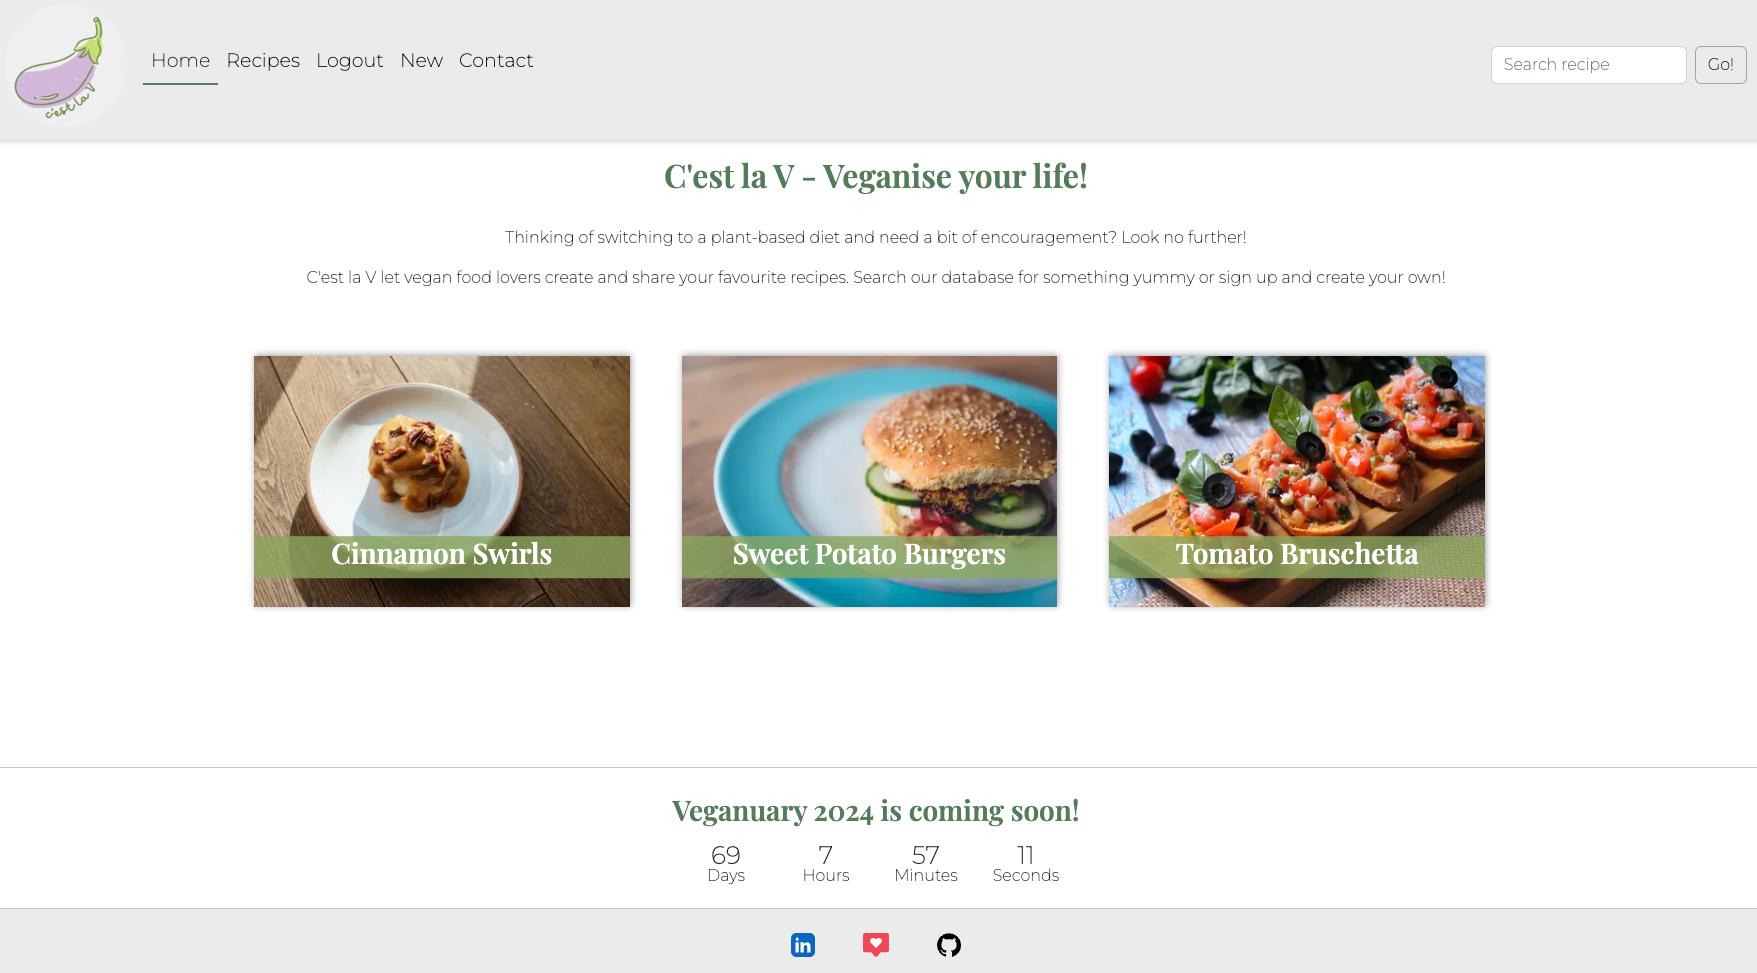 c'est la V
Home Recipes Logout New Contact
Search recipe Go!
C'est la V - Veganise your life!
Thinking of switching to a plant-based diet and need a bit of encouragement? Look no further!
C'est la V let vegan food lovers create and share your favourite recipes. Search our database for something yummy or sign up and create your own!
Cinnamon Swirls
Sweet Potato Burgers
Tomato Bruschetta
Veganuary 2024 is coming soon!
69 7 57 11
Days Hours Minutes Seconds
in